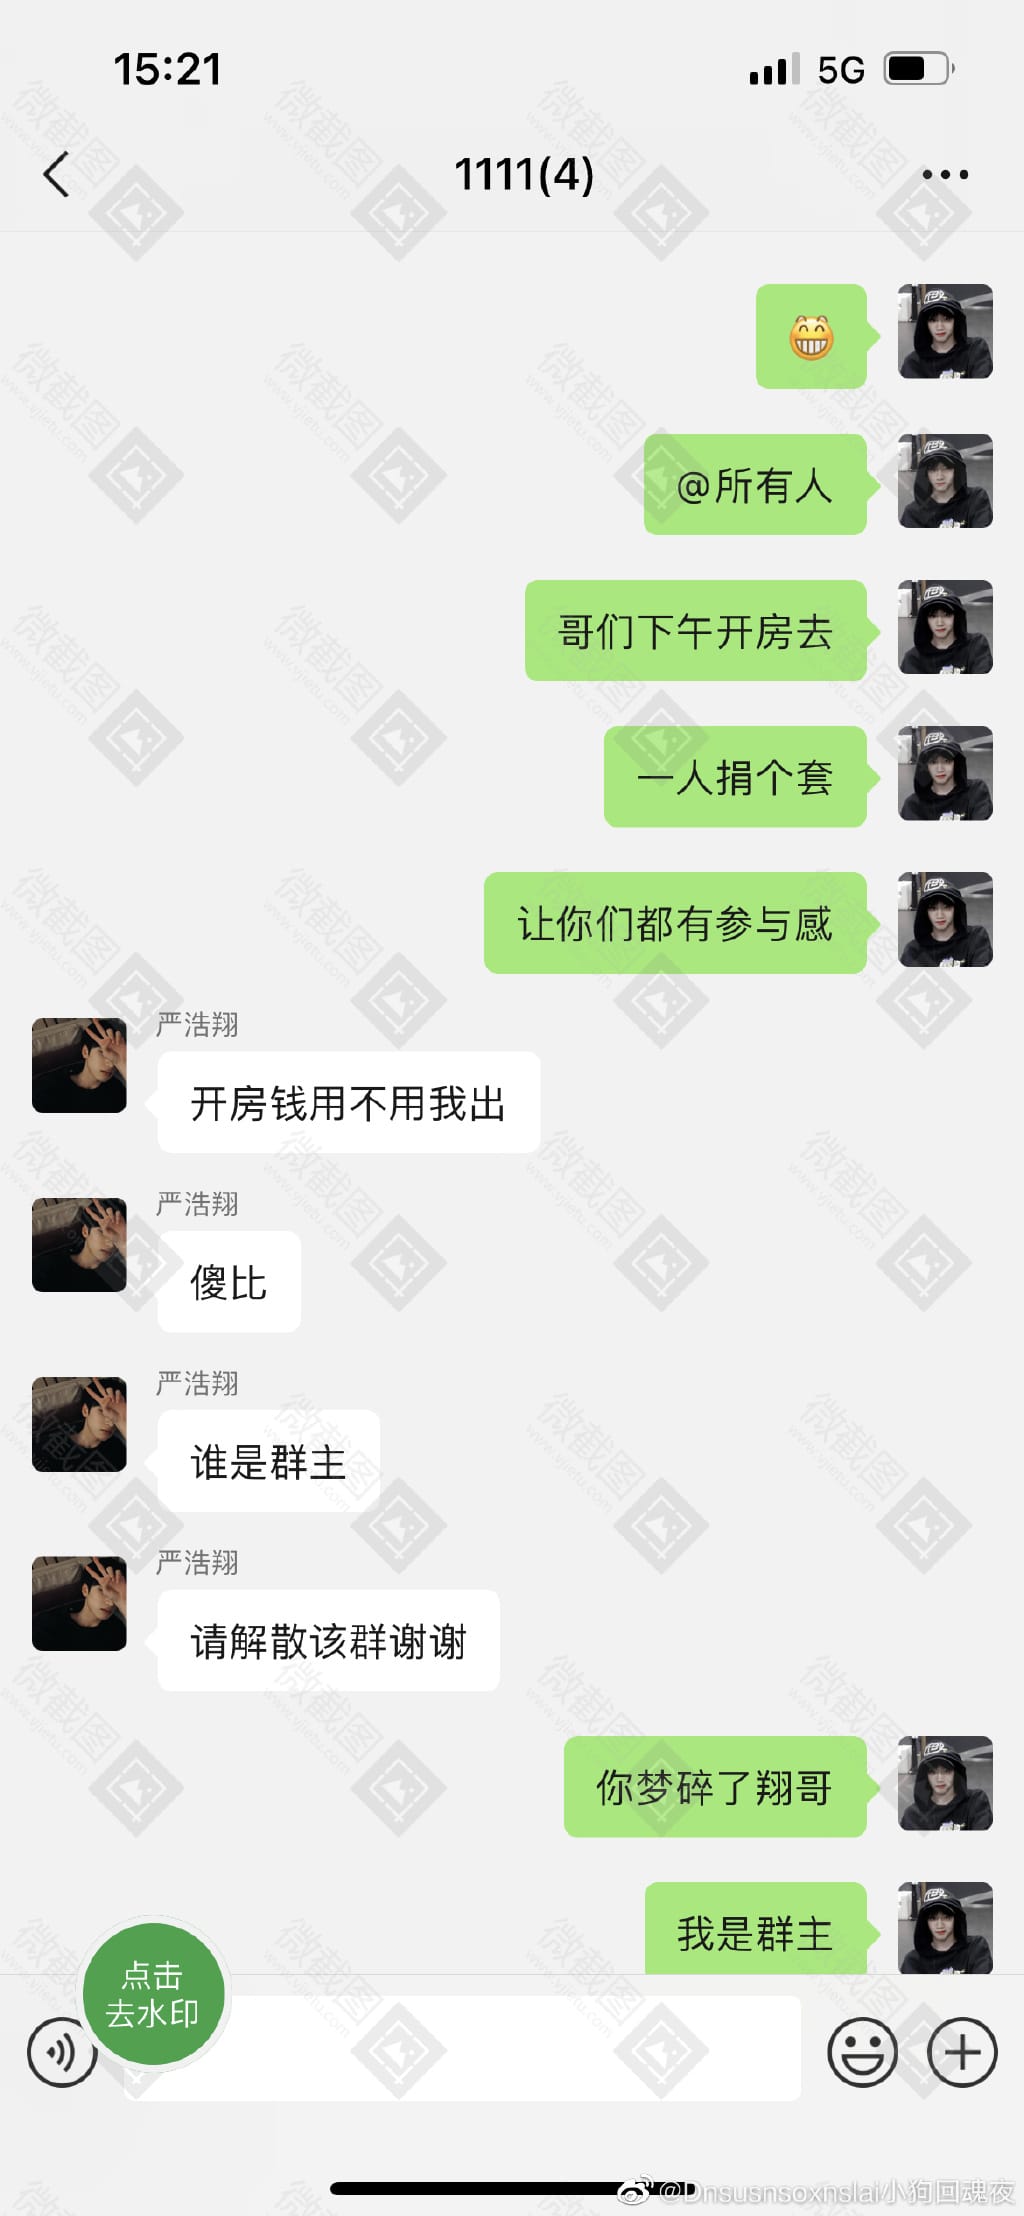 15:21
5G
1111(4)
@所有人
哥们下午开房去
一人捐个套
让你们都有参与感
严浩翔
开房钱用不用我出
严浩翔
傻比
严浩翔
谁是群主
严浩翔
请解散该群谢谢
你梦碎了翔哥
我是群主
点击
去水印
微截图
www.vjietu.com
@Dnsusnsoxnslai小狗回魂夜